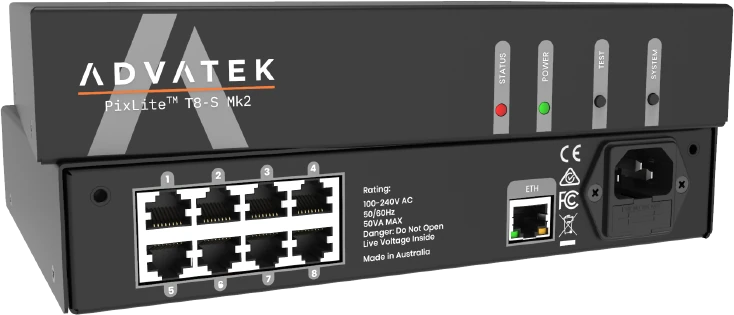 ADVATEK
PixLite™ T8-S Mk2
STATUS
POWER
TEST
SYSTEM
1 2 3 4
5 6 7 8
Rating:
100-240V AC
50/60Hz
50VA MAX
Danger: Do Not Open
Live Voltage Inside
Made in Australia
ETH
CE
FC